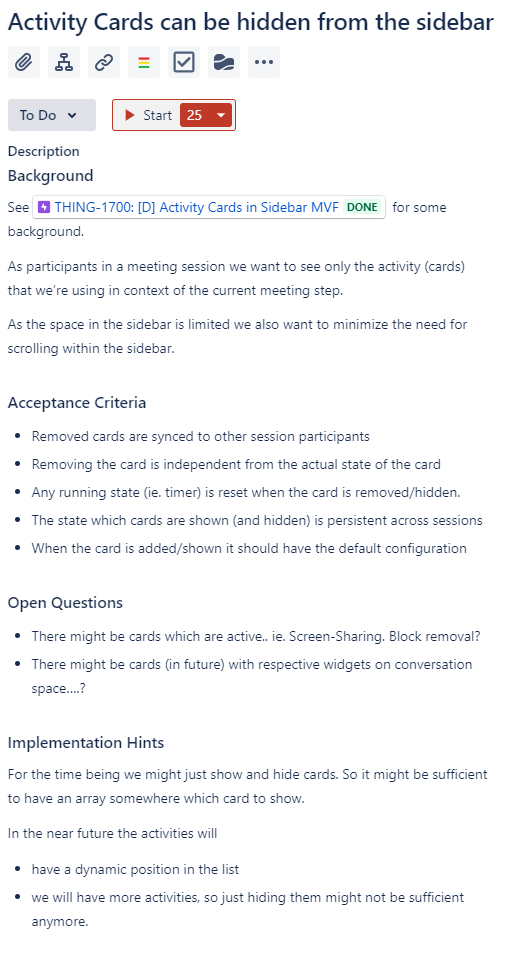 Activity Cards can be hidden from the sidebar
To Do
Start 25
Description
Background
See THING-1700: [D] Activity Cards in Sidebar MVF DONE for some
background.
As participants in a meeting session we want to see only the activity (cards)
that we're using in context of the current meeting step.
As the space in the sidebar is limited we also want to minimize the need for
scrolling within the sidebar.
Acceptance Criteria
• Removed cards are synced to other session participants
• Removing the card is independent from the actual state of the card
• Any running state (ie. timer) is reset when the card is removed/hidden.
• The state which cards are shown (and hidden) is persistent across sessions
• When the card is added/shown it should have the default configuration
Open Questions
• There might be cards which are active.. ie. Screen-Sharing. Block removal?
• There might be cards (in future) with respective widgets on conversation
space....?
Implementation Hints
For the time being we might just show and hide cards. So it might be sufficient
to have an array somewhere which card to show.
In the near future the activities will
• have a dynamic position in the list
• we will have more activities, so just hiding them might not be sufficient
anymore.